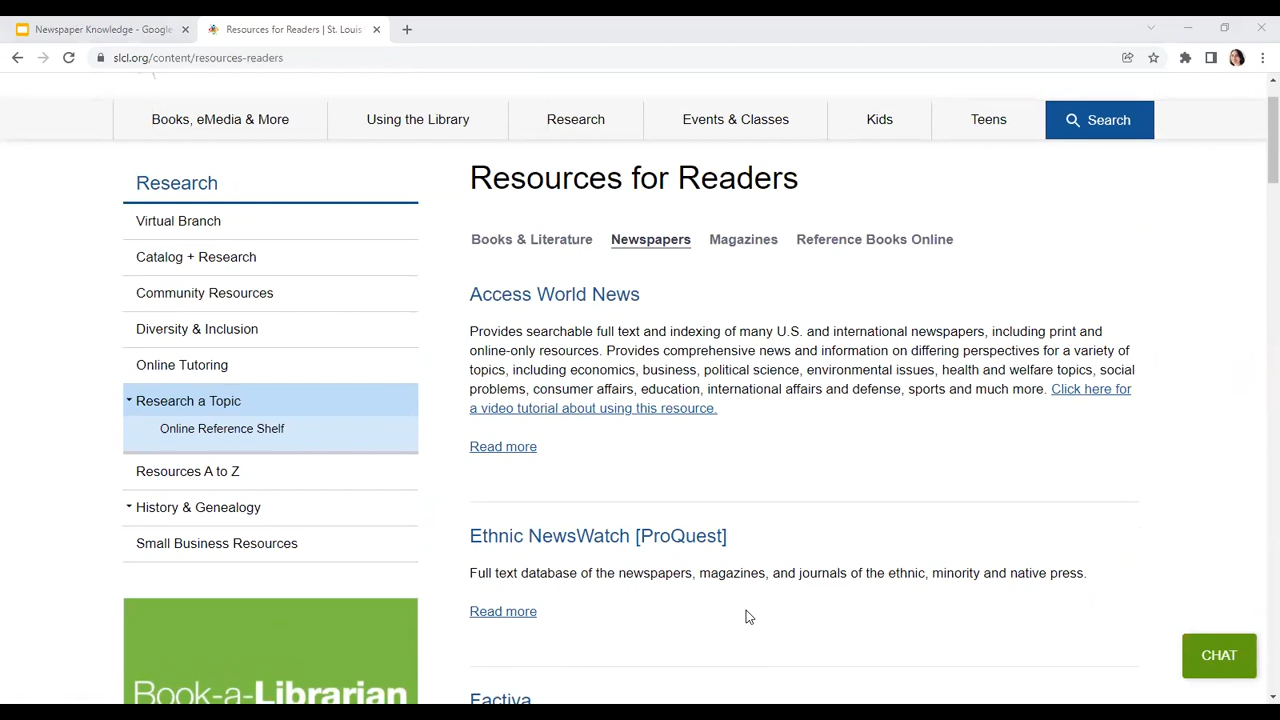 Newspaper Knowledge - Google
Resources for Readers | St. Louis
slcl.org/content/resources-readers
Books, eMedia & More
Using the Library
Research
Events & Classes
Kids
Teens
Search
Research
Virtual Branch
Catalog + Research
Community Resources
Diversity & Inclusion
Online Tutoring
Research a Topic
Online Reference Shelf
Resources A to Z
History & Genealogy
Small Business Resources
Book-a-Librarian
Resources for Readers
Books & Literature
Newspapers
Magazines
Reference Books Online
Access World News
Provides searchable full text and indexing of many U.S. and international newspapers, including print and
online-only resources. Provides comprehensive news and information on differing perspectives for a variety of
topics, including economics, business, political science, environmental issues, health and welfare topics, social
problems, consumer affairs, education, international affairs and defense, sports and much more. Click here for
a video tutorial about using this resource.
Read more
Ethnic NewsWatch [ProQuest]
Full text database of the newspapers, magazines, and journals of the ethnic, minority and native press.
Read more
Factiva
CHAT